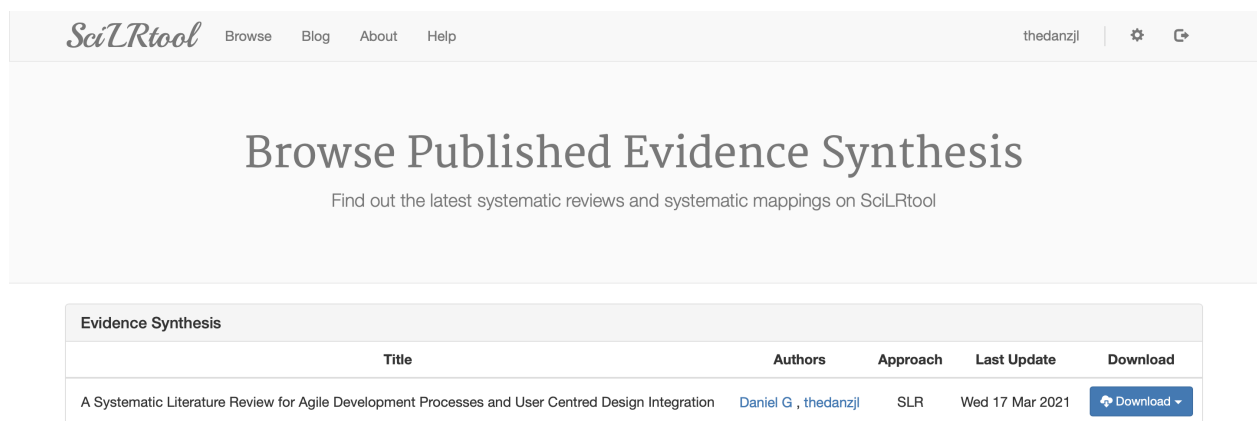 SciLRtool Browse Blog About Help thedanzjl
Browse Published Evidence Synthesis
Find out the latest systematic reviews and systematic mappings on SciLRtool
Evidence Synthesis
Title Authors Approach Last Update Download
A Systematic Literature Review for Agile Development Processes and User Centred Design Integration Daniel G , thedanzjl SLR Wed 17 Mar 2021 Download